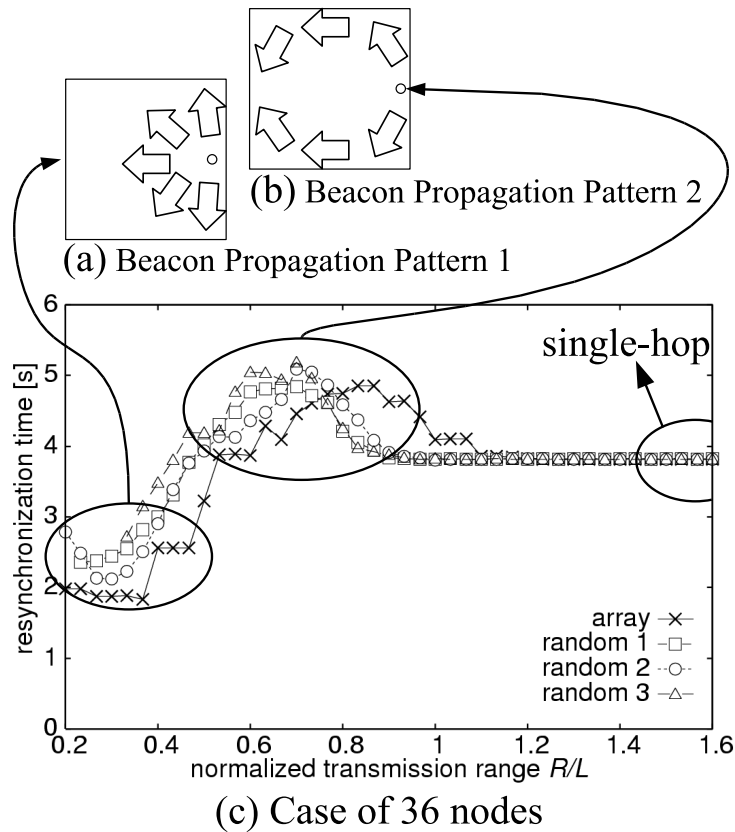 (b) Beacon Propagation Pattern 2
(a) Beacon Propagation Pattern 1
single-hop
resynchronization time [s]
6
5
4
3
2
1
0
array
random 1
random 2
random 3
0.2 0.4 0.6 0.8 1 1.2 1.4 1.6
normalized transmission range R/L
(c) Case of 36 nodes